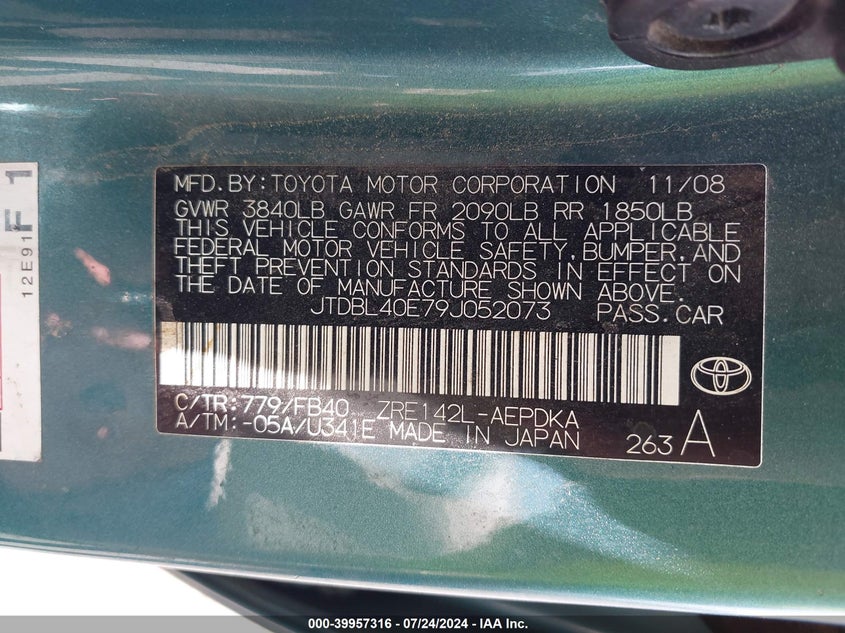 MFD.BY:TOYOTA MOTOR CORPORATION 11/08
GVWR 3840LB GAWR FR 2090LB RR 1850LB
THIS VEHICLE CONFORMS TO ALL APPLICABLE
FEDERAL MOTOR VEHICLE SAFETY,BUMPER,AND
THEFT PREVENTION STANDARDS IN EFFECT ON
THE DATE OF MANUFACTURE SHOWN ABOVE.
JTDBL40E79J052073 PASS.CAR
C/TR:779/FB40 ZRE142L-AEPDKA
A/TM:-05A/U341E MADE IN JAPAN
263 A
F 1
12E91
000-39957316 / 07/24/2024 - IAA Inc.